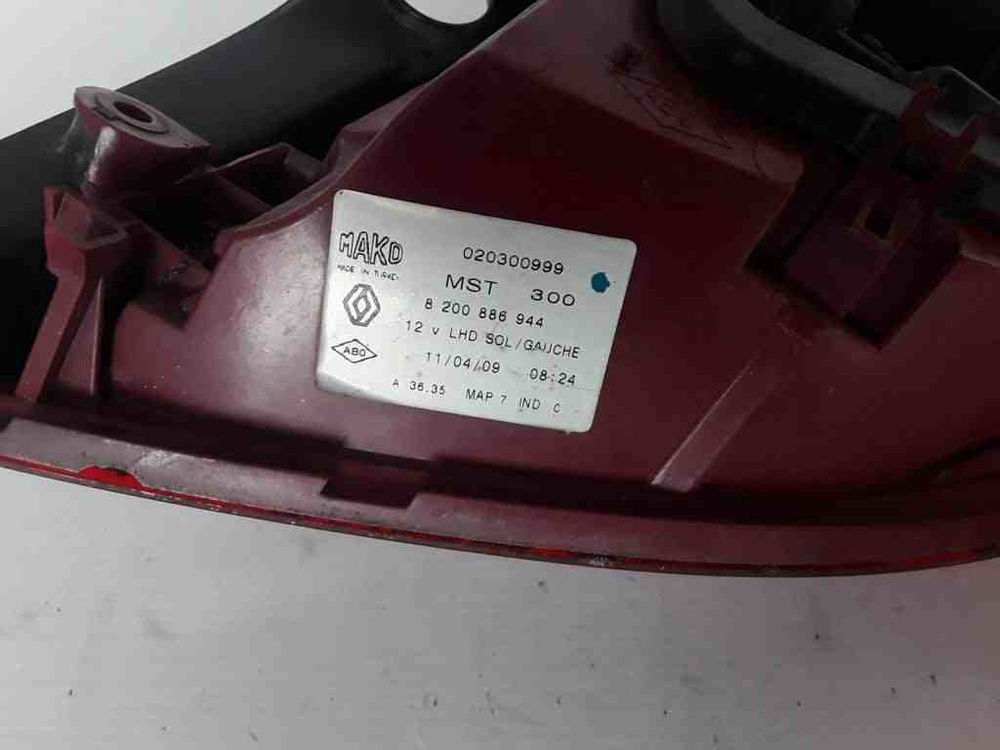 MAKO
MADE IN TURKEY
020300999
MST 300
8 200 886 944
12 v LHD SOL/GAUCHE
ABO
11/04/09 08:24
A 36.35 MAP 7 IND C